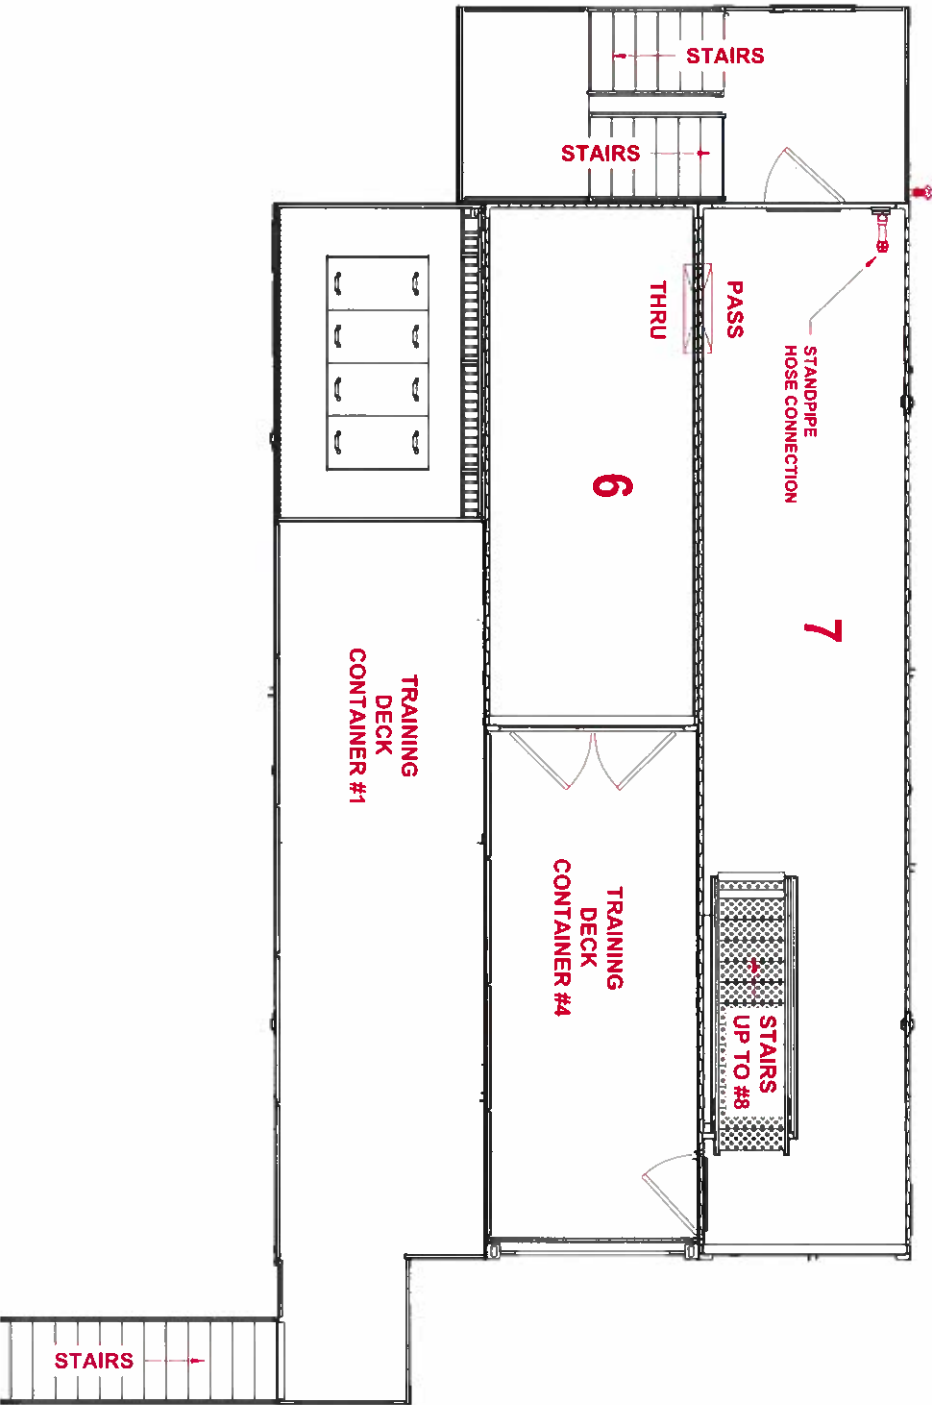 STAIRS
STAIRS
PASS
THRU
STANDPIPE
HOSE CONNECTION
6
7
TRAINING
DECK
CONTAINER #1
TRAINING
DECK
CONTAINER #4
STAIRS
UP TO #8
STAIRS